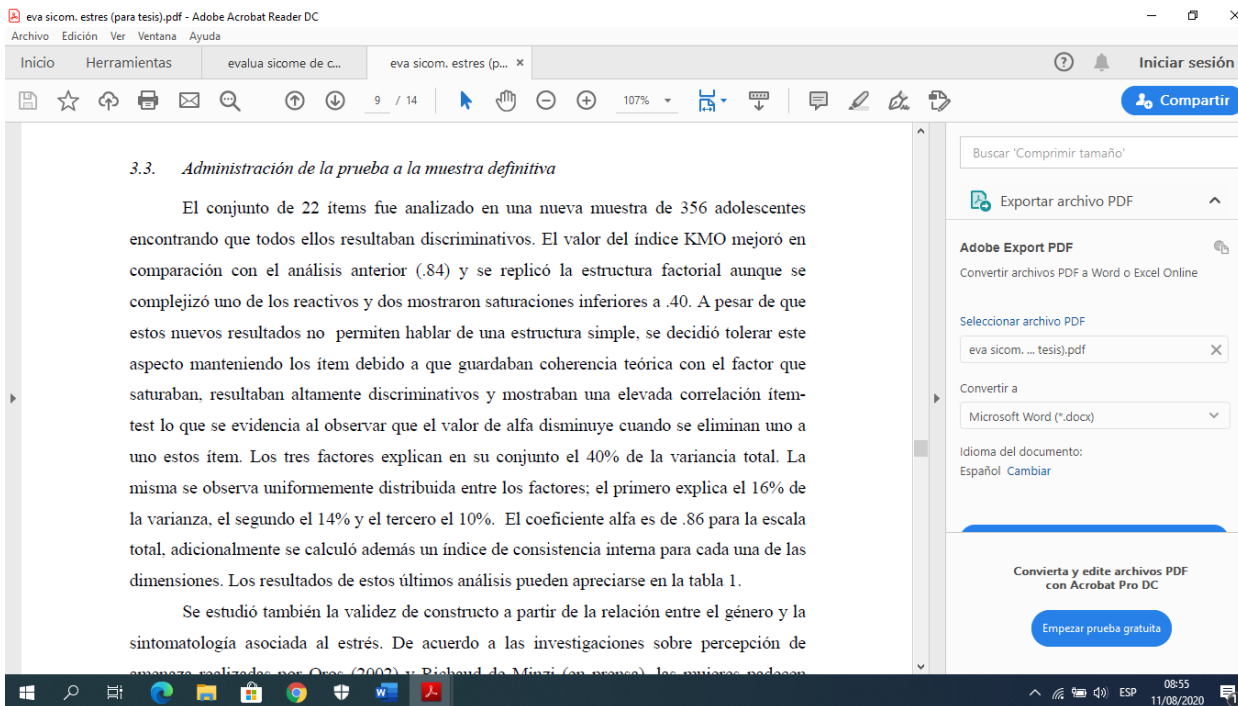 eva sicom. estres (para tesis).pdf - Adobe Acrobat Reader DC
Archivo Edición Ver Ventana Ayuda
Inicio Herramientas evalua sicome de c... eva sicom. estres (p... × Iniciar sesión
9 / 14 107% Compartir
3.3. Administración de la prueba a la muestra definitiva
El conjunto de 22 ítems fue analizado en una nueva muestra de 356 adolescentes
encontrando que todos ellos resultaban discriminativos. El valor del índice KMO mejoró en
comparación con el análisis anterior (.84) y se replicó la estructura factorial aunque se
complejizó uno de los reactivos y dos mostraron saturaciones inferiores a .40. A pesar de que
estos nuevos resultados no permiten hablar de una estructura simple, se decidió tolerar este
aspecto manteniendo los ítem debido a que guardaban coherencia teórica con el factor que
saturaban, resultaban altamente discriminativos y mostraban una elevada correlación ítem-
test lo que se evidencia al observar que el valor de alfa disminuye cuando se eliminan uno a
uno estos ítem. Los tres factores explican en su conjunto el 40% de la variancia total. La
misma se observa uniformemente distribuida entre los factores; el primero explica el 16% de
la varianza, el segundo el 14% y el tercero el 10%. El coeficiente alfa es de .86 para la escala
total, adicionalmente se calculó además un índice de consistencia interna para cada una de las
dimensiones. Los resultados de estos últimos análisis pueden apreciarse en la tabla 1.
Se estudió también la validez de constructo a partir de la relación entre el género y la
sintomatología asociada al estrés. De acuerdo a las investigaciones sobre percepción de
amenaza realizadas por Oros (2002) y Richaud de Minzi (en prensa), las mujeres padecen
Buscar 'Comprimir tamaño'
Exportar archivo PDF
Adobe Export PDF
Convertir archivos PDF a Word o Excel Online
Seleccionar archivo PDF
eva sicom. ... tesis).pdf
Convertir a
Microsoft Word (*.docx)
Idioma del documento:
Español Cambiar
Convierta y edite archivos PDF
con Acrobat Pro DC
Empezar prueba gratuita
ESP 08:55
11/08/2020